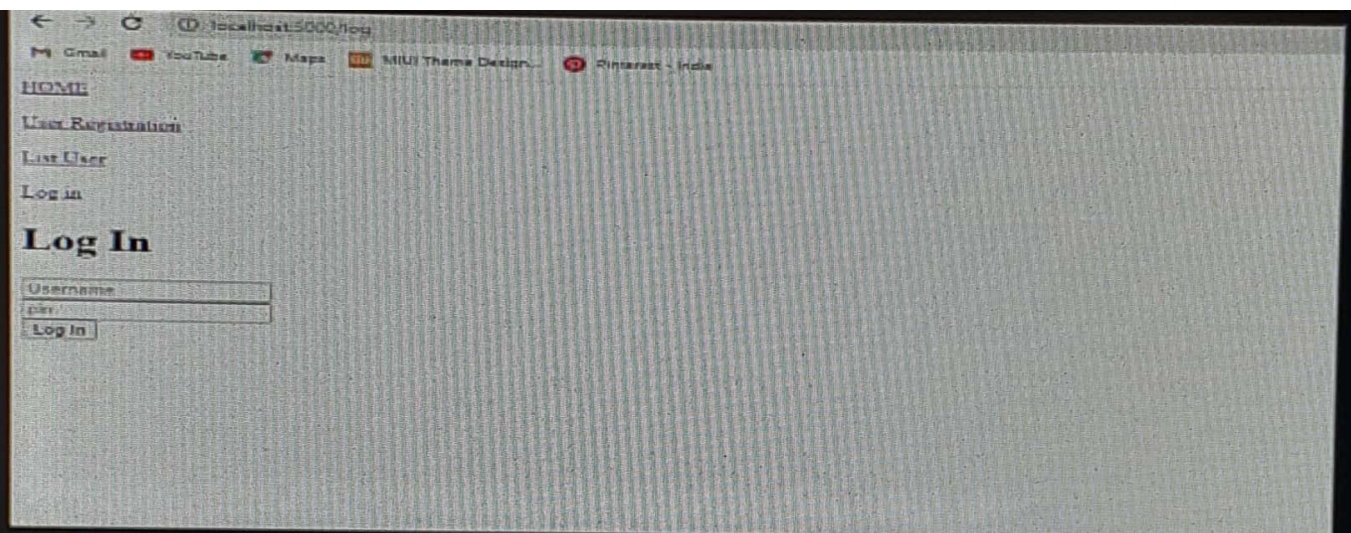 localhost:5000/log
Gmail YouTube Maps MIUI Theme Design... Pinterest - India
HOME
User Registration
List User
Log in
Log In
Username
Log In